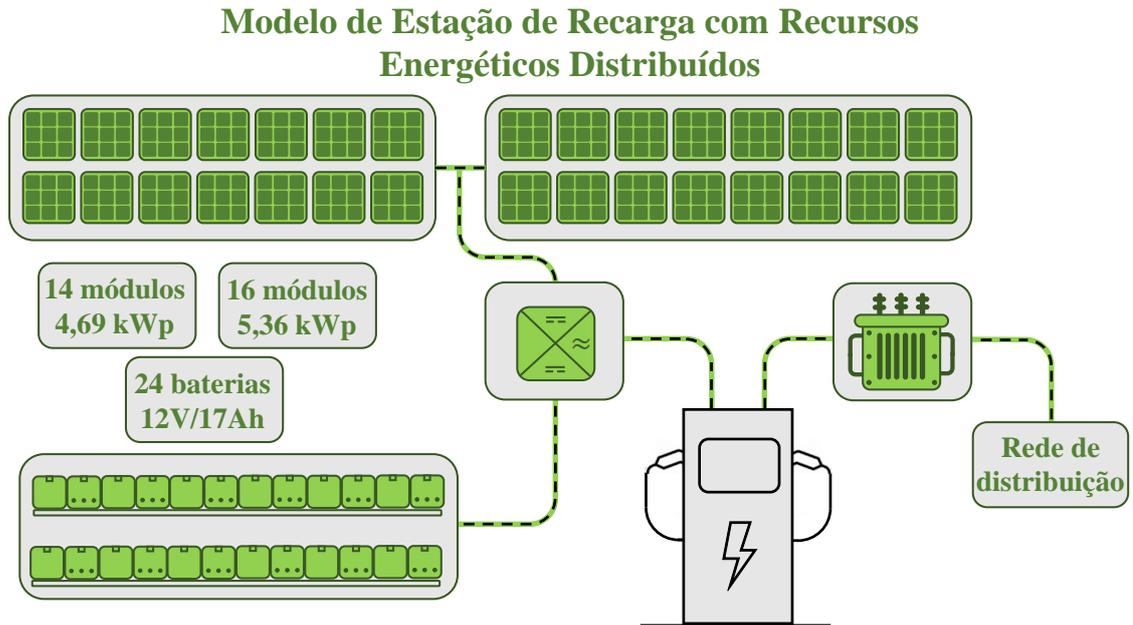 Modelo de Estação de Recarga com Recursos
Energéticos Distribuídos
14 módulos
4,69 kWp
16 módulos
5,36 kWp
24 baterias
12V/17Ah
Rede de
distribuição